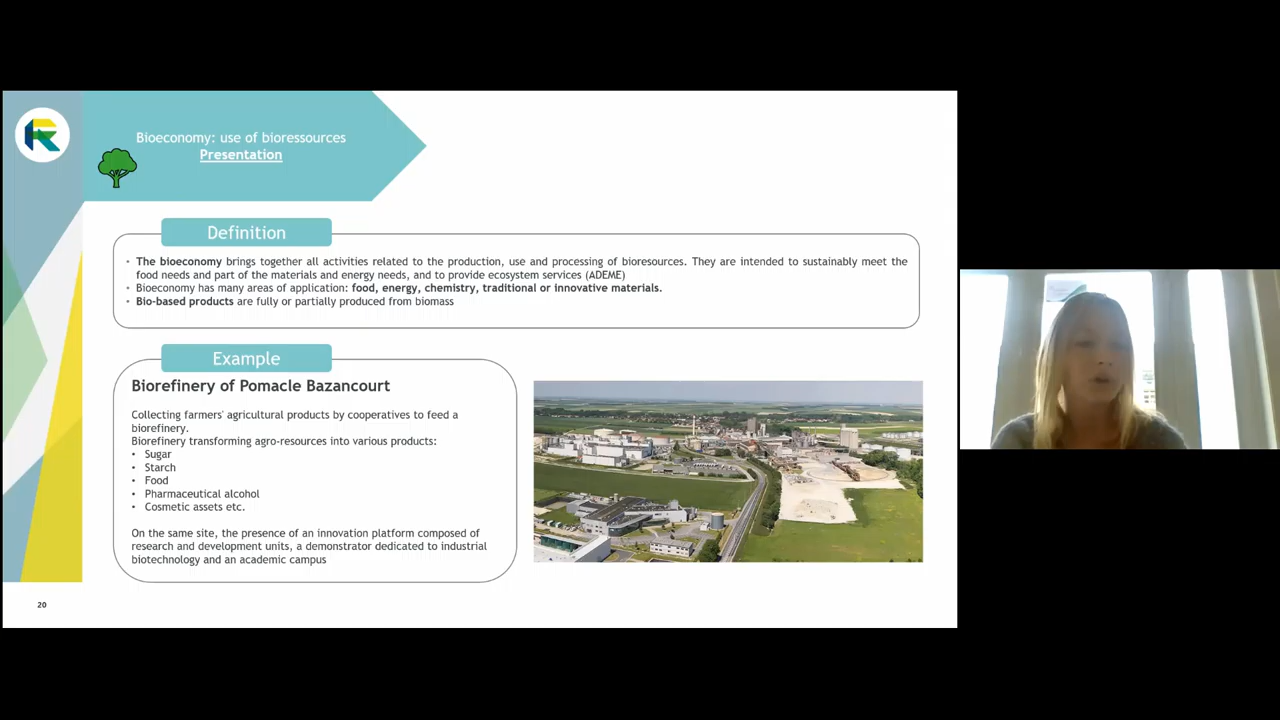 Bioeconomy: use of bioressources
Presentation
Definition
• The bioeconomy brings together all activities related to the production, use and processing of bioresources. They are intended to sustainably meet the
food needs and part of the materials and energy needs, and to provide ecosystem services (ADEME)
• Bioeconomy has many areas of application: food, energy, chemistry, traditional or innovative materials.
• Bio-based products are fully or partially produced from biomass
Example
Biorefinery of Pomacle Bazancourt
Collecting farmers' agricultural products by cooperatives to feed a
biorefinery.
Biorefinery transforming agro-resources into various products:
• Sugar
• Starch
• Food
• Pharmaceutical alcohol
• Cosmetic assets etc.
On the same site, the presence of an innovation platform composed of
research and development units, a demonstrator dedicated to industrial
biotechnology and an academic campus
20